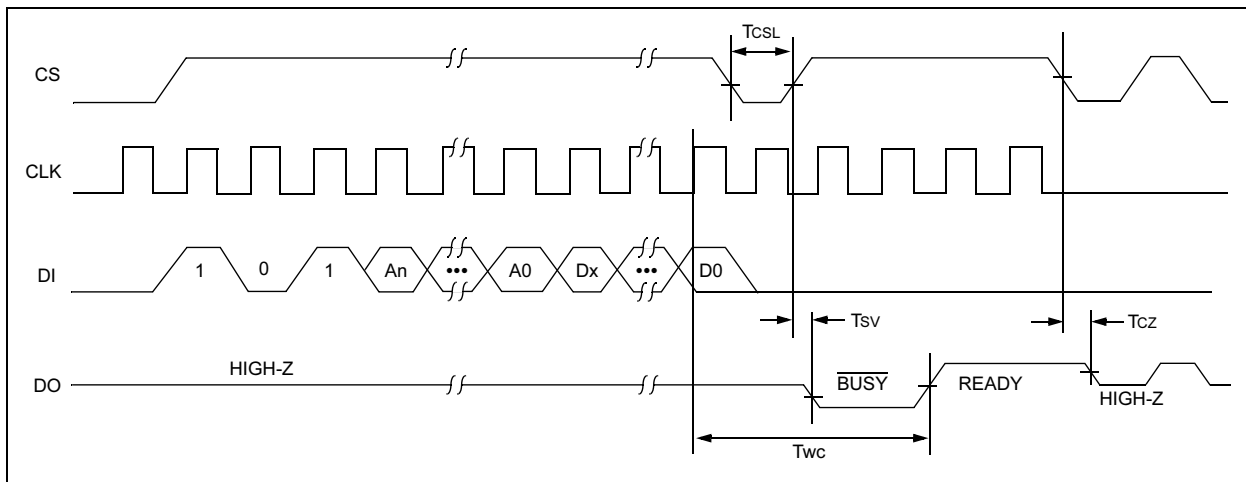 TCSL
CS
CLK
DI
1 0 1 An ••• A0 Dx ••• D0
TSV
TCZ
HIGH-Z
BUSY
READY
DO
HIGH-Z
TWC